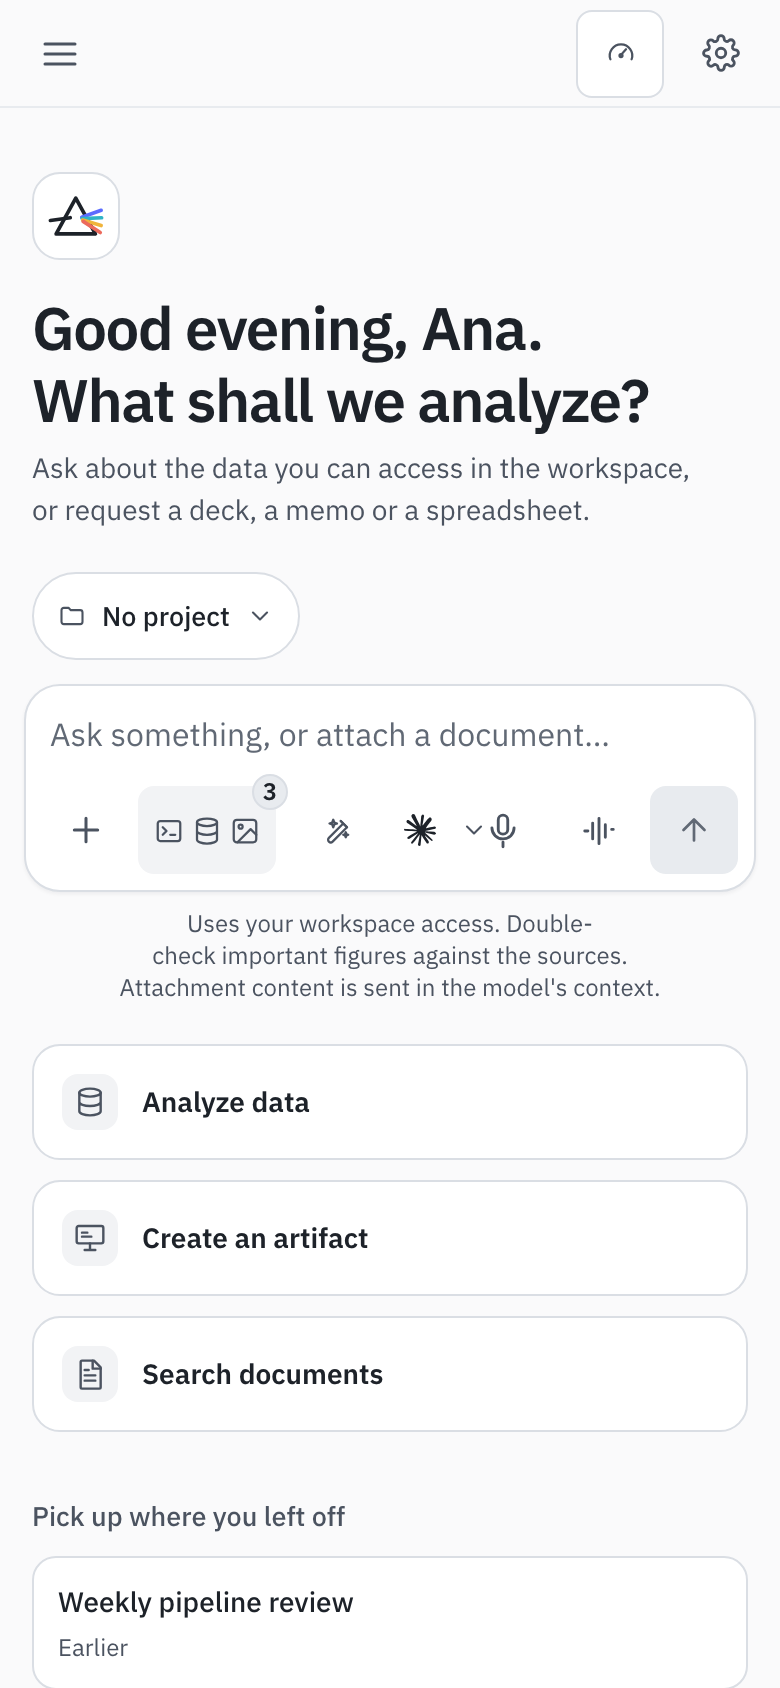 Good evening, Ana.
What shall we analyze?
Ask about the data you can access in the workspace,
or request a deck, a memo or a spreadsheet.
No project
Ask something, or attach a document...
3
Uses your workspace access. Double-
check important figures against the sources.
Attachment content is sent in the model's context.
Analyze data
Create an artifact
Search documents
Pick up where you left off
Weekly pipeline review
Earlier